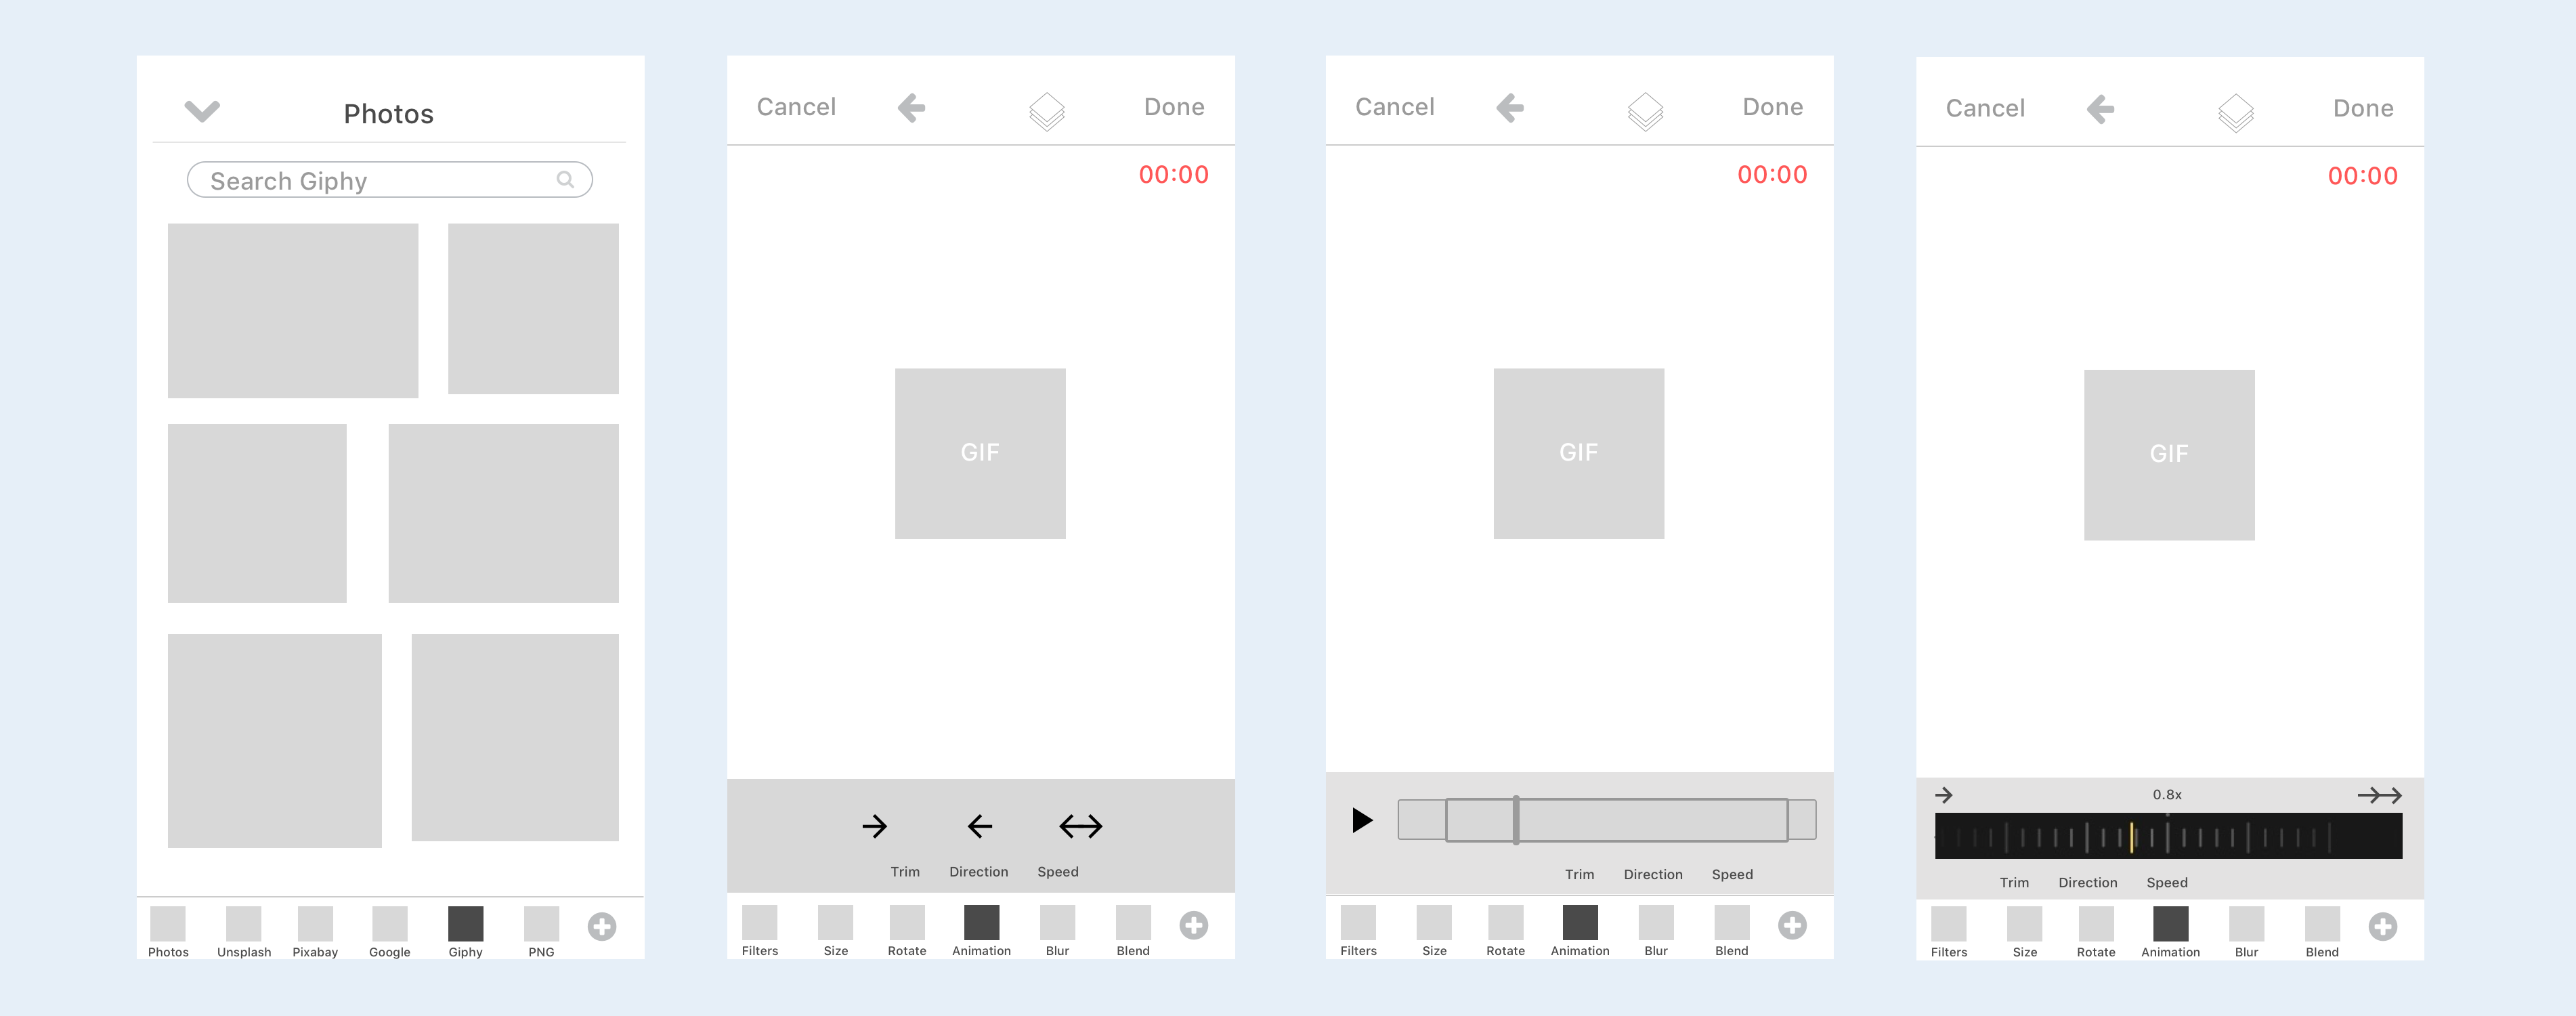 Photos
Search Giphy
Photos Unsplash Pixabay Google Giphy PNG
Cancel Done
00:00
GIF
Trim Direction Speed
Filters Size Rotate Animation Blur Blend
Cancel Done
00:00
GIF
Trim Direction Speed
Filters Size Rotate Animation Blur Blend
Cancel Done
00:00
GIF
0.8x
Trim Direction Speed
Filters Size Rotate Animation Blur Blend